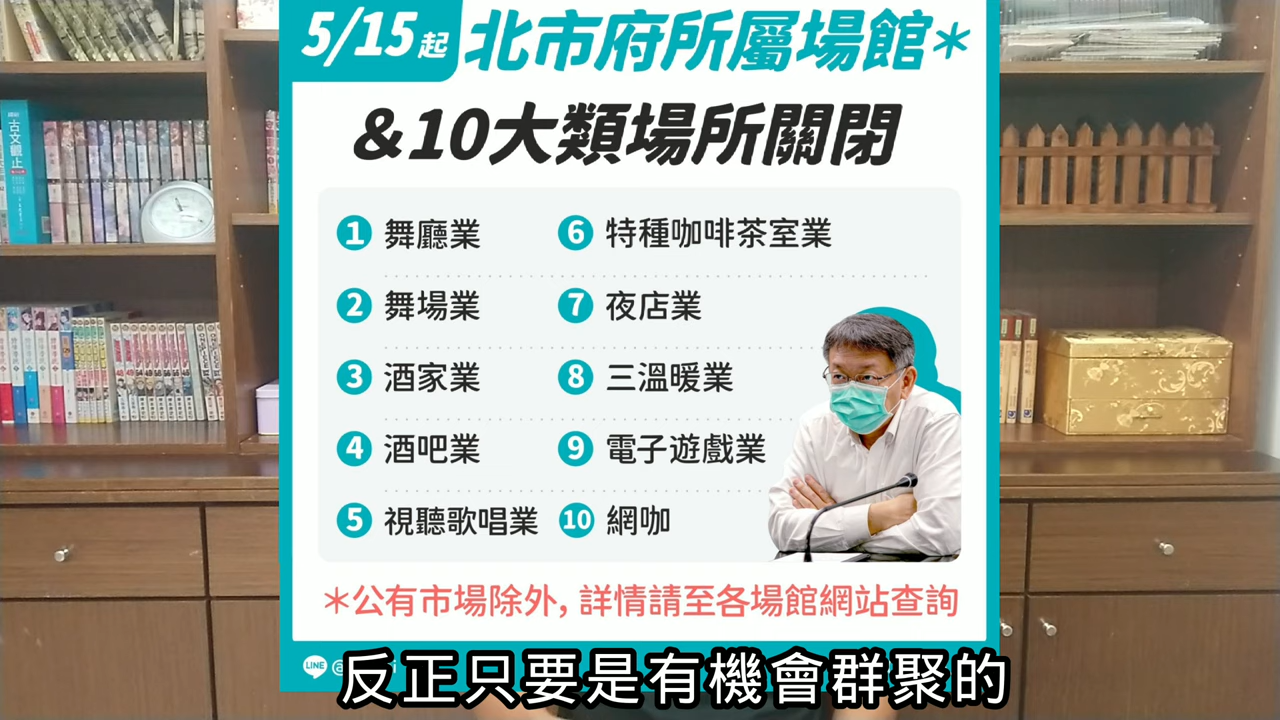 5/15起 北市府所屬場館＊
&10大類場所關閉
1 舞廳業
2 舞場業
3 酒家業
4 酒吧業
5 視聽歌唱業
6 特種咖啡茶室業
7 夜店業
8 三溫暖業
9 電子遊戲業
10 網咖
＊公有市場除外, 詳情請至各場館網站查詢
LINE
反正只要是有機會群聚的
古文觀止